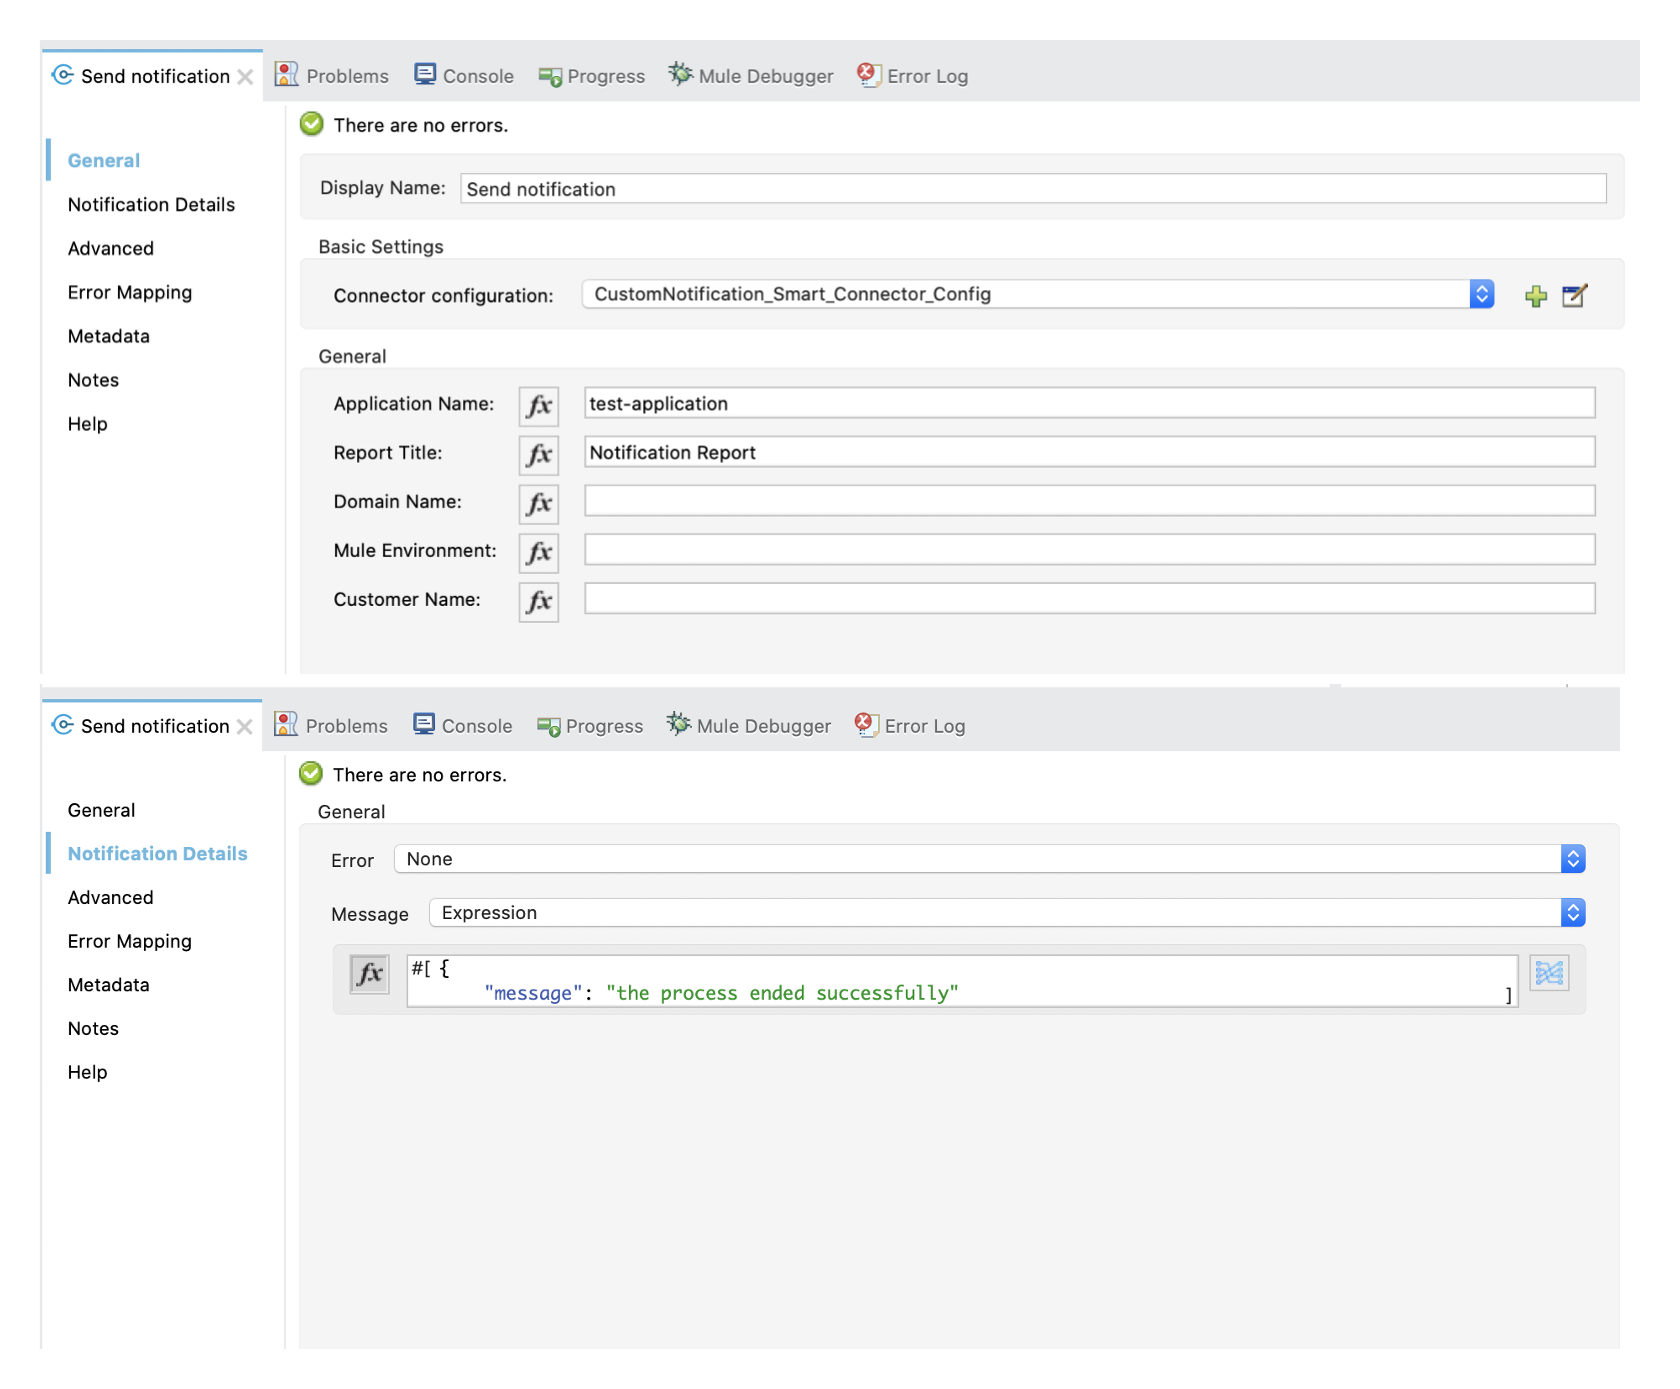 Send notification Problems Console Progress Mule Debugger Error Log
There are no errors.
General
Notification Details
Advanced
Error Mapping
Metadata
Notes
Help
Display Name: Send notification
Basic Settings
Connector configuration: CustomNotification_Smart_Connector_Config
General
Application Name: fx test-application
Report Title: fx Notification Report
Domain Name: fx
Mule Environment: fx
Customer Name: fx
Send notification Problems Console Progress Mule Debugger Error Log
There are no errors.
General
Notification Details
Advanced
Error Mapping
Metadata
Notes
Help
General
Error None
Message Expression
fx #[ {
"message": "the process ended successfully" ]